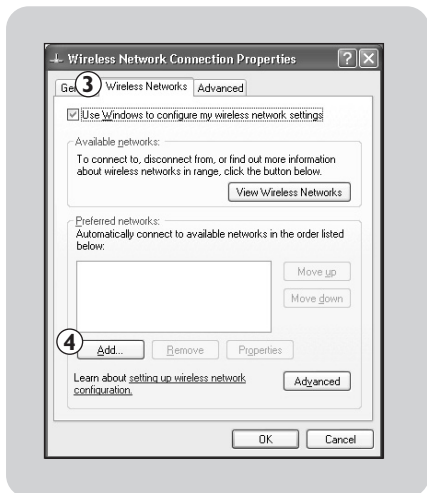 Wireless Network Connection Properties
?
X
3
Wireless Networks
Advanced
Use Windows to configure my wireless network settings
Available networks:
To connect to, disconnect from, or find out more information
about wireless networks in range, click the button below.
View Wireless Networks
Preferred networks:
Automatically connect to available networks in the order listed
below:
Move up
Move down
4
Add...
Remove
Properties
Learn about setting up wireless network
configuration.
Advanced
OK
Cancel